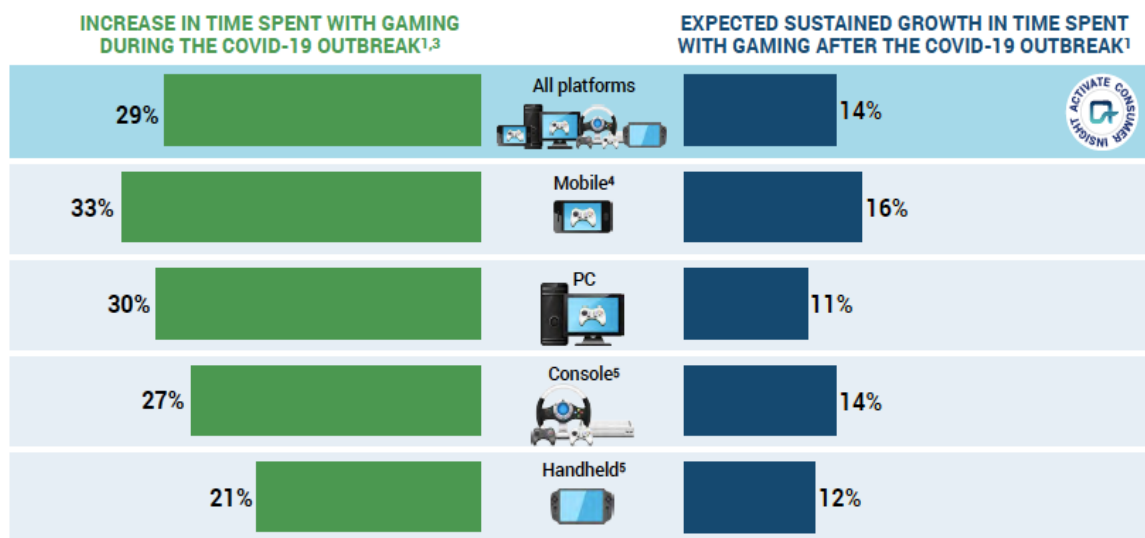 INCREASE IN TIME SPENT WITH GAMING
DURING THE COVID-19 OUTBREAK¹,³
EXPECTED SUSTAINED GROWTH IN TIME SPENT
WITH GAMING AFTER THE COVID-19 OUTBREAK¹
29%
All platforms
14%
ACTIVATE CONSUMER INSIGHT
33%
Mobile⁴
16%
30%
PC
11%
27%
Console⁵
14%
21%
Handheld⁵
12%